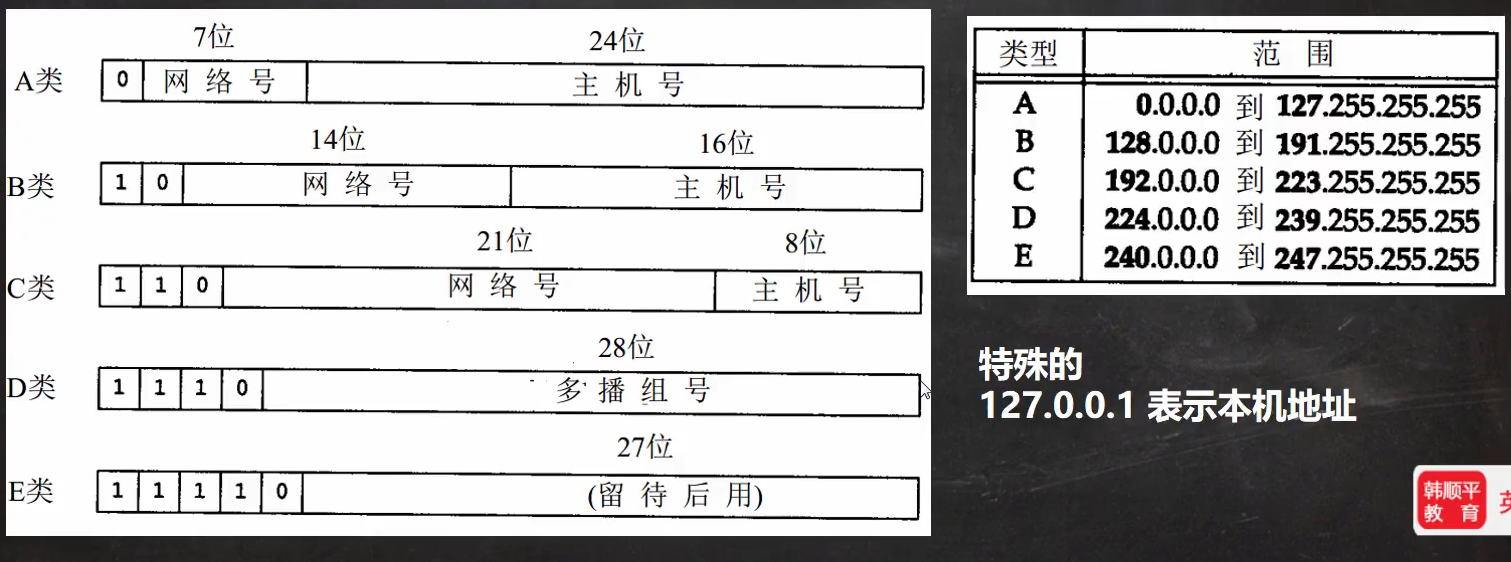 7位 24位
A类 0 网 络 号 主 机 号
14位 16位
B类 1 0 网 络 号 主 机 号
21位 8位
C类 1 1 0 网 络 号 主 机 号
28位
D类 1 1 1 0 多 播 组 号
27位
E类 1 1 1 1 0 (留 待 后 用)
类型 范 围
A 0.0.0.0 到 127.255.255.255
B 128.0.0.0 到 191.255.255.255
C 192.0.0.0 到 223.255.255.255
D 224.0.0.0 到 239.255.255.255
E 240.0.0.0 到 247.255.255.255
特殊的
127.0.0.1 表示本机地址
韩顺平
教 育